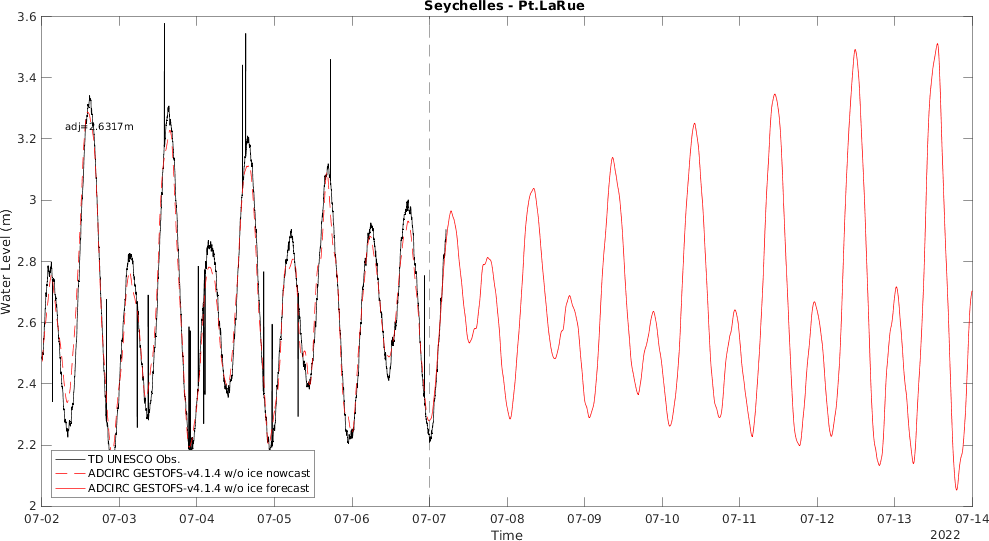 Seychelles - Pt.LaRue
3.6
3.4
3.2
3
2.8
2.6
2.4
2.2
2
Water Level (m)
adj=2.6317m
TD UNESCO Obs.
ADCIRC GESTOFS-v4.1.4 w/o ice nowcast
ADCIRC GESTOFS-v4.1.4 w/o ice forecast
07-02 07-03 07-04 07-05 07-06 07-07 07-08 07-09 07-10 07-11 07-12 07-13 07-14
Time
2022